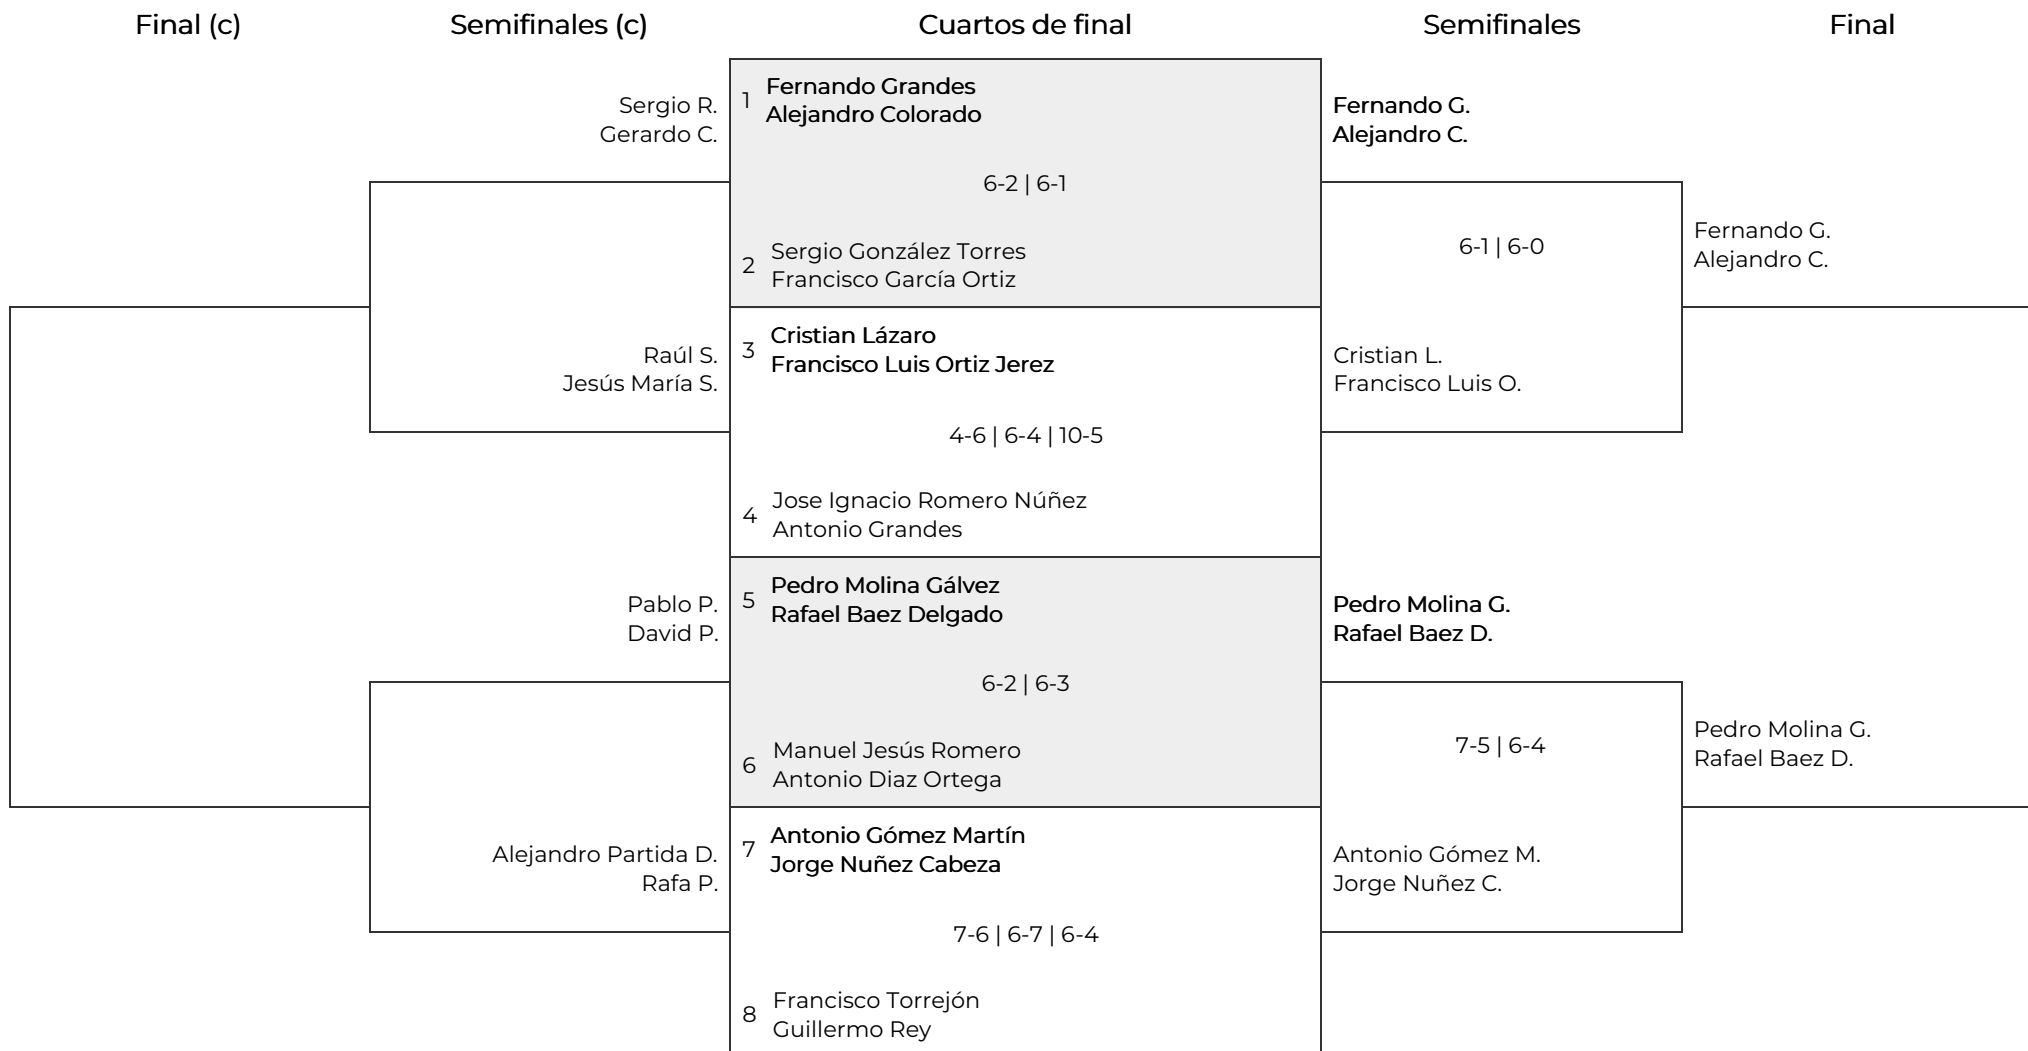 Final (c)
Semifinales (c)
Cuartos de final
Semifinales
Final
Sergio R.
Gerardo C.
Raúl S.
Jesús María S.
Pablo P.
David P.
Alejandro Partida D.
Rafa P.
1
Fernando Grandes
Alejandro Colorado
6-2 | 6-1
2
Sergio González Torres
Francisco García Ortiz
3
Cristian Lázaro
Francisco Luis Ortiz Jerez
4-6 | 6-4 | 10-5
4
Jose Ignacio Romero Núñez
Antonio Grandes
5
Pedro Molina Gálvez
Rafael Baez Delgado
6-2 | 6-3
6
Manuel Jesús Romero
Antonio Diaz Ortega
7
Antonio Gómez Martín
Jorge Nuñez Cabeza
7-6 | 6-7 | 6-4
8
Francisco Torrejón
Guillermo Rey
Fernando G.
Alejandro C.
6-1 | 6-0
Cristian L.
Francisco Luis O.
Pedro Molina G.
Rafael Baez D.
7-5 | 6-4
Antonio Gómez M.
Jorge Nuñez C.
Fernando G.
Alejandro C.
Pedro Molina G.
Rafael Baez D.